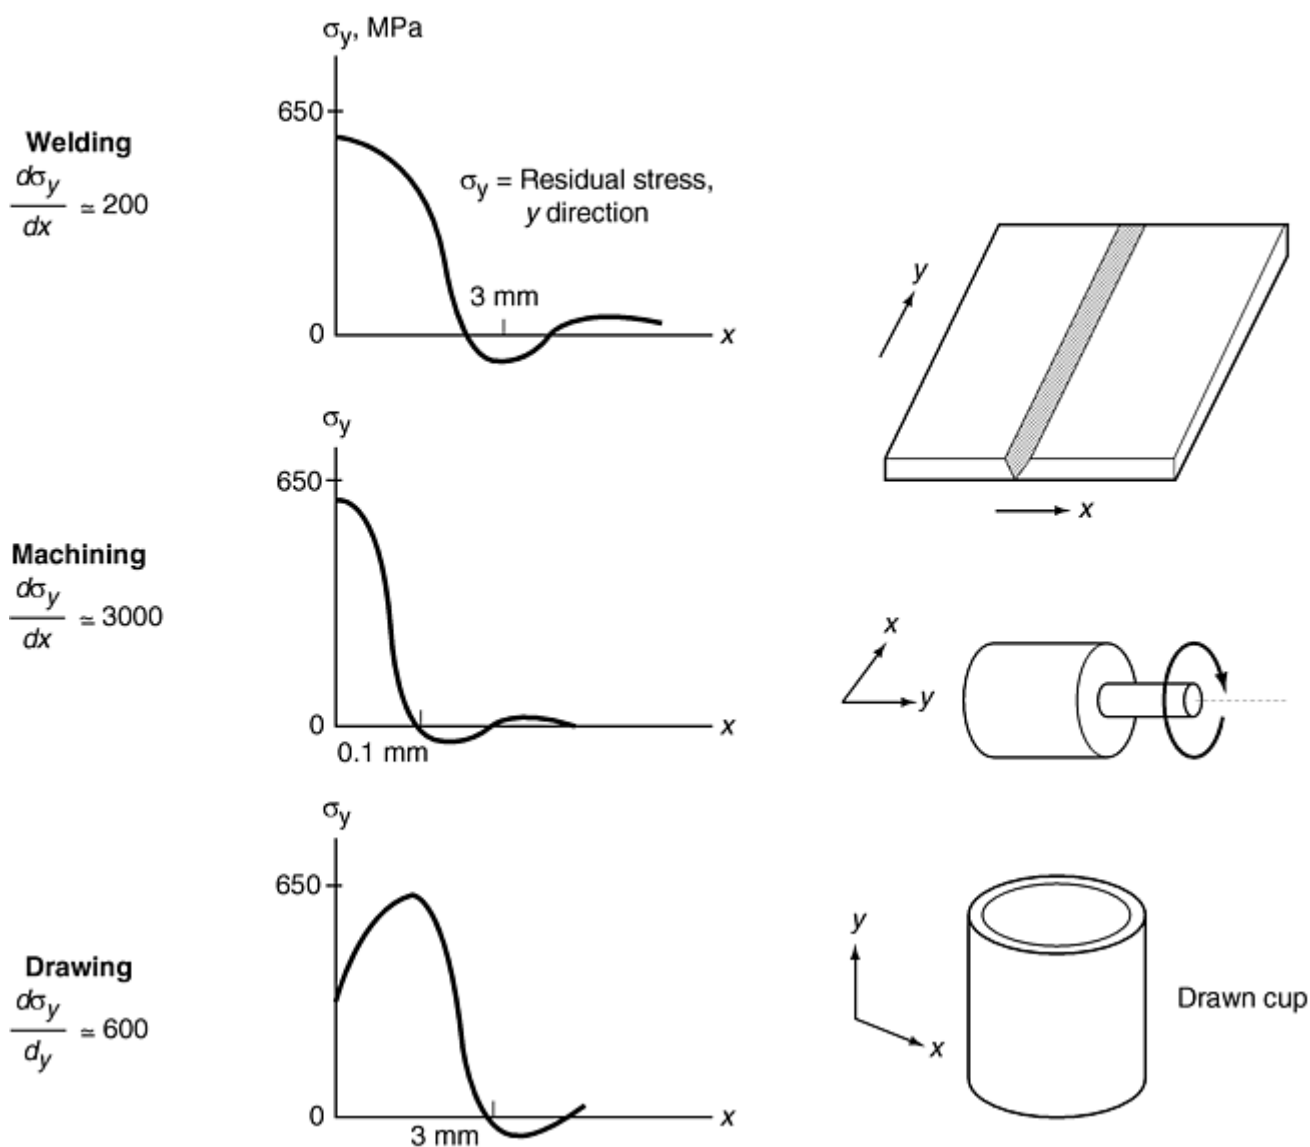 σy, MPa
650
Welding
dσy
dx
≃ 200
σy = Residual stress,
y direction
3 mm
0
x
y
x
σy
650
Machining
dσy
dx
≃ 3000
0
0.1 mm
x
x
y
σy
650
Drawing
dσy
dy
≃ 600
0
3 mm
x
y
x
Drawn cup